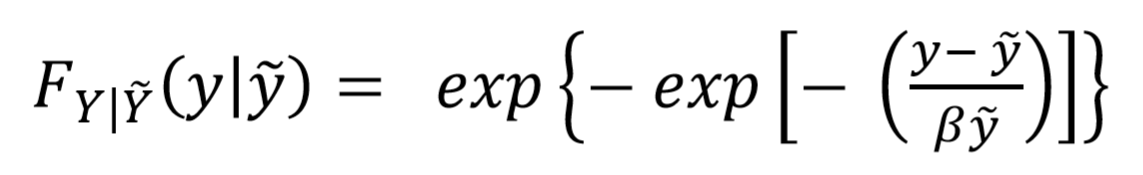 F_{Y|Ỹ}(y|ỹ) = exp{− exp[− ((y− ỹ)/(βỹ))]}